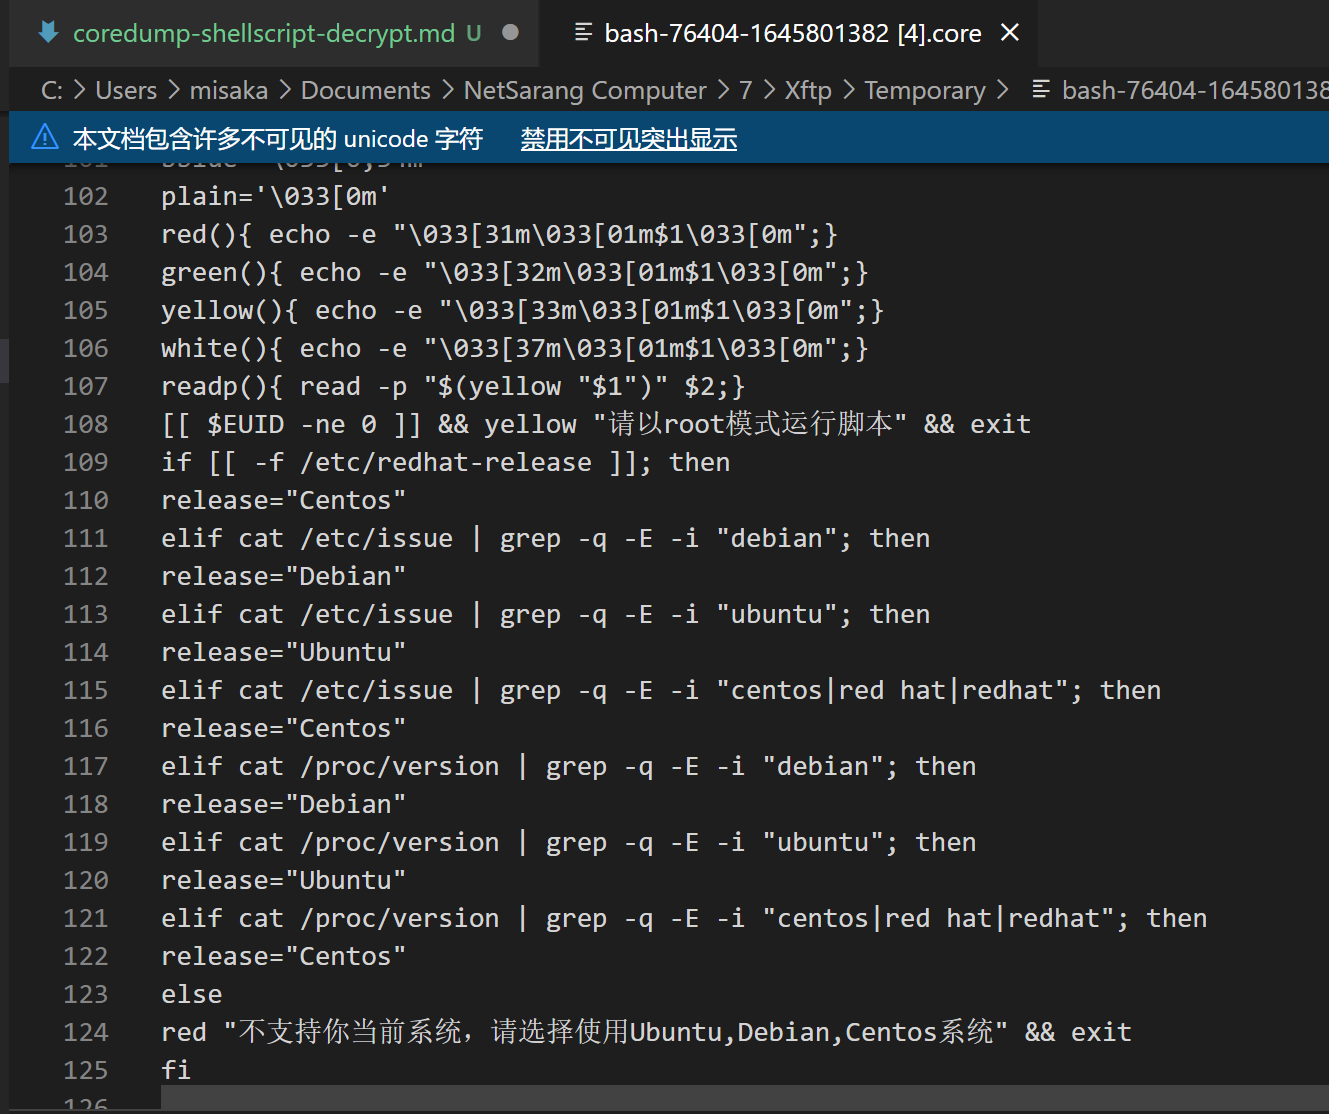 coredump-shellscript-decrypt.md U
bash-76404-1645801382 [4].core
C: > Users > misaka > Documents > NetSarang Computer > 7 > Xftp > Temporary > bash-76404-164580138
本文档包含许多不可见的 unicode 字符 禁用不可见突出显示
102 plain='\033[0m'
103 red(){ echo -e "\033[31m\033[01m$1\033[0m";}
104 green(){ echo -e "\033[32m\033[01m$1\033[0m";}
105 yellow(){ echo -e "\033[33m\033[01m$1\033[0m";}
106 white(){ echo -e "\033[37m\033[01m$1\033[0m";}
107 readp(){ read -p "$(yellow "$1")" $2;}
108 [[ $EUID -ne 0 ]] && yellow "请以root模式运行脚本" && exit
109 if [[ -f /etc/redhat-release ]]; then
110 release="Centos"
111 elif cat /etc/issue | grep -q -E -i "debian"; then
112 release="Debian"
113 elif cat /etc/issue | grep -q -E -i "ubuntu"; then
114 release="Ubuntu"
115 elif cat /etc/issue | grep -q -E -i "centos|red hat|redhat"; then
116 release="Centos"
117 elif cat /proc/version | grep -q -E -i "debian"; then
118 release="Debian"
119 elif cat /proc/version | grep -q -E -i "ubuntu"; then
120 release="Ubuntu"
121 elif cat /proc/version | grep -q -E -i "centos|red hat|redhat"; then
122 release="Centos"
123 else
124 red "不支持你当前系统，请选择使用Ubuntu,Debian,Centos系统" && exit
125 fi
126